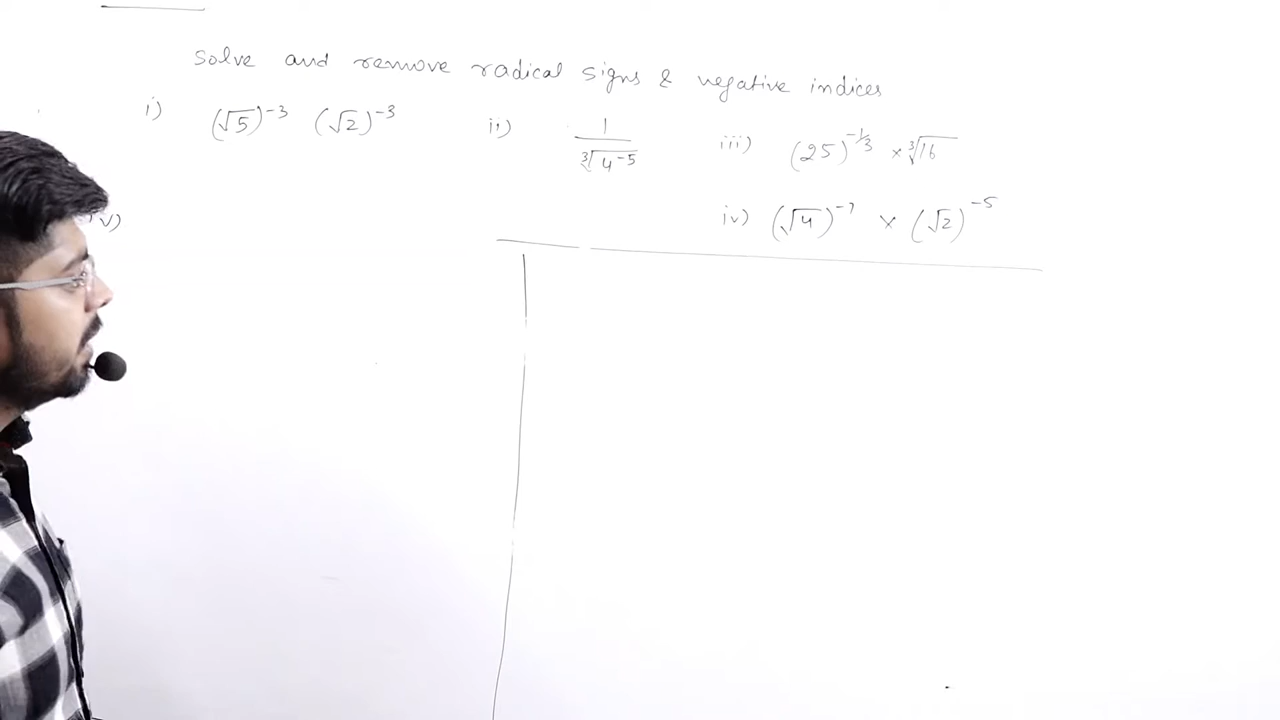 solve and remove radical signs & negative indices
i) (√5)⁻³ (√2)⁻³
ii) 1/∛4⁻⁵
iii) (25)^-1/3 × ∛16
iv) (√4)⁻⁷ × (√2)⁻⁵
v)